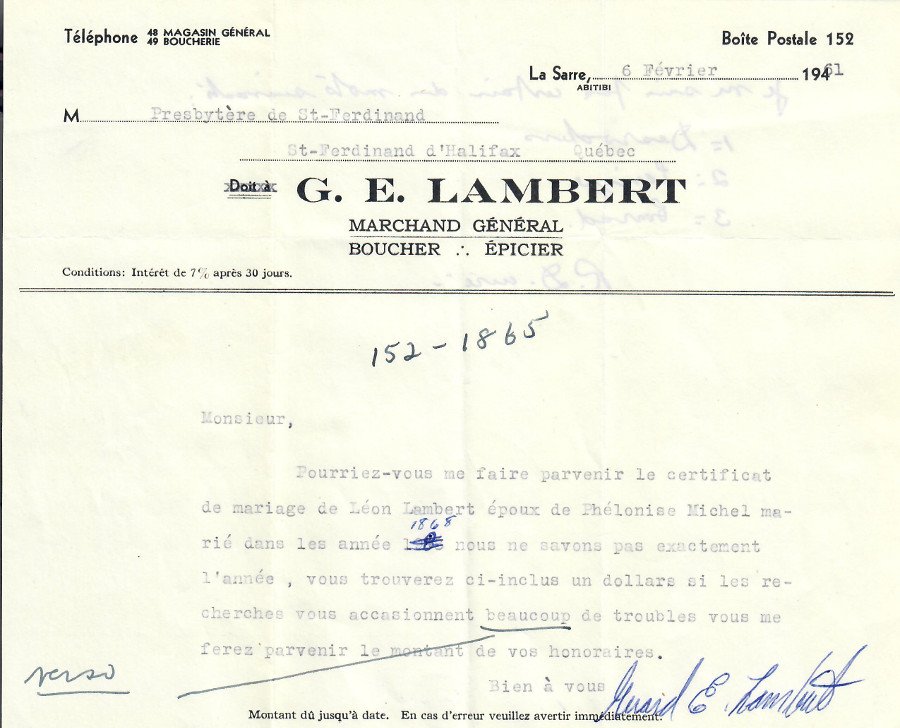 Téléphone 48 MAGASIN GÉNÉRAL
49 BOUCHERIE
Boîte Postale 152
La Sarre, 6 Février 19461
ABITIBI
M Presbytère de St-Ferdinand
St-Ferdinand d'Halifax Québec
Doit à G. E. LAMBERT
MARCHAND GÉNÉRAL
BOUCHER ∴ ÉPICIER
Conditions: Intérêt de 7% après 30 jours.
152-1865
Monsieur,
Pourriez-vous me faire parvenir le certificat
de mariage de Léon Lambert époux de Phélonise Michel ma-
1868
rié dans les année nous ne savons pas exactement
l'année , vous trouverez ci-inclus un dollars si les re-
cherches vous accasionnent beaucoup de troubles vous me
ferez parvenir le montant de vos honoraires.
verso
Bien à vous Gérard E. Lambert
Montant dû jusqu'à date. En cas d'erreur veuillez avertir immédiatement.